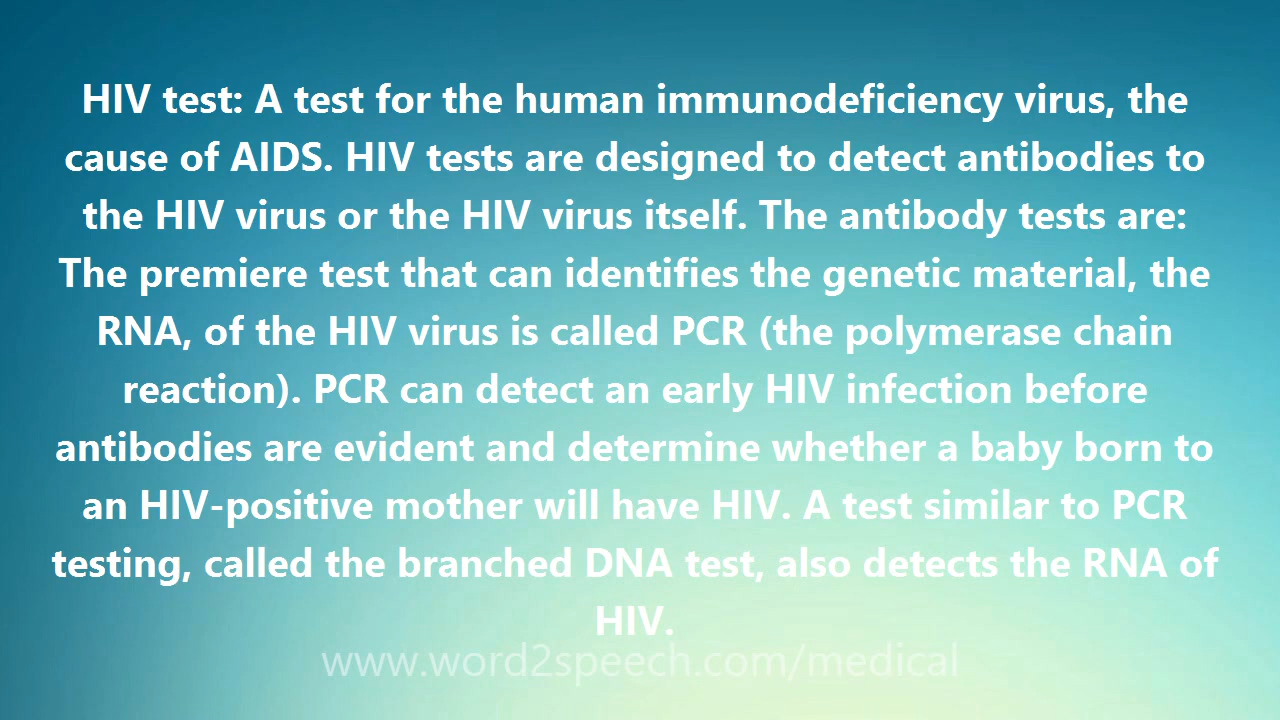 HIV test: A test for the human immunodeficiency virus, the
cause of AIDS. HIV tests are designed to detect antibodies to
the HIV virus or the HIV virus itself. The antibody tests are:
The premiere test that can identifies the genetic material, the
RNA, of the HIV virus is called PCR (the polymerase chain
reaction). PCR can detect an early HIV infection before
antibodies are evident and determine whether a baby born to
an HIV-positive mother will have HIV. A test similar to PCR
testing, called the branched DNA test, also detects the RNA of
HIV.
www.word2speech.com/medical